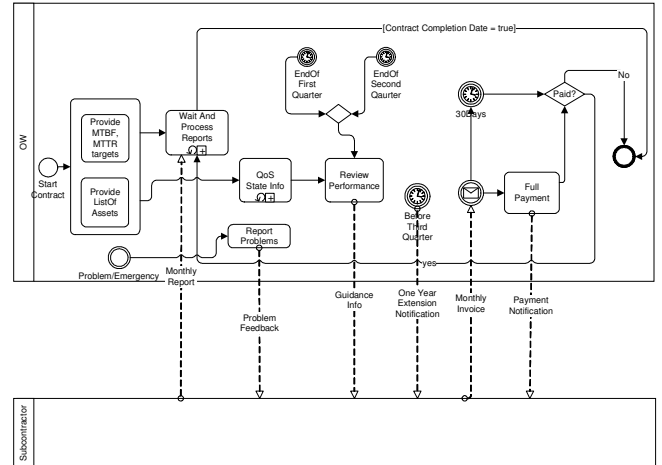 [Contract Completion Date = true]
OW
EndOf
First
Quarter
EndOf
Second
Qaurter
No
Provide
MTBF,
MTTR
targets
Wait And
Process
Reports
30Days
Paid?
Start
Contract
Provide
ListOf
Assets
QoS
State Info
Review
Performance
Full
Payment
Before
Third
Quarter
Report
Problems
Problem/Emergency
yes
Monthly
Report
Problem
Feedback
Guidance
Info
One Year
Extension
Notification
Monthly
Invoice
Payment
Notification
Subcontractor